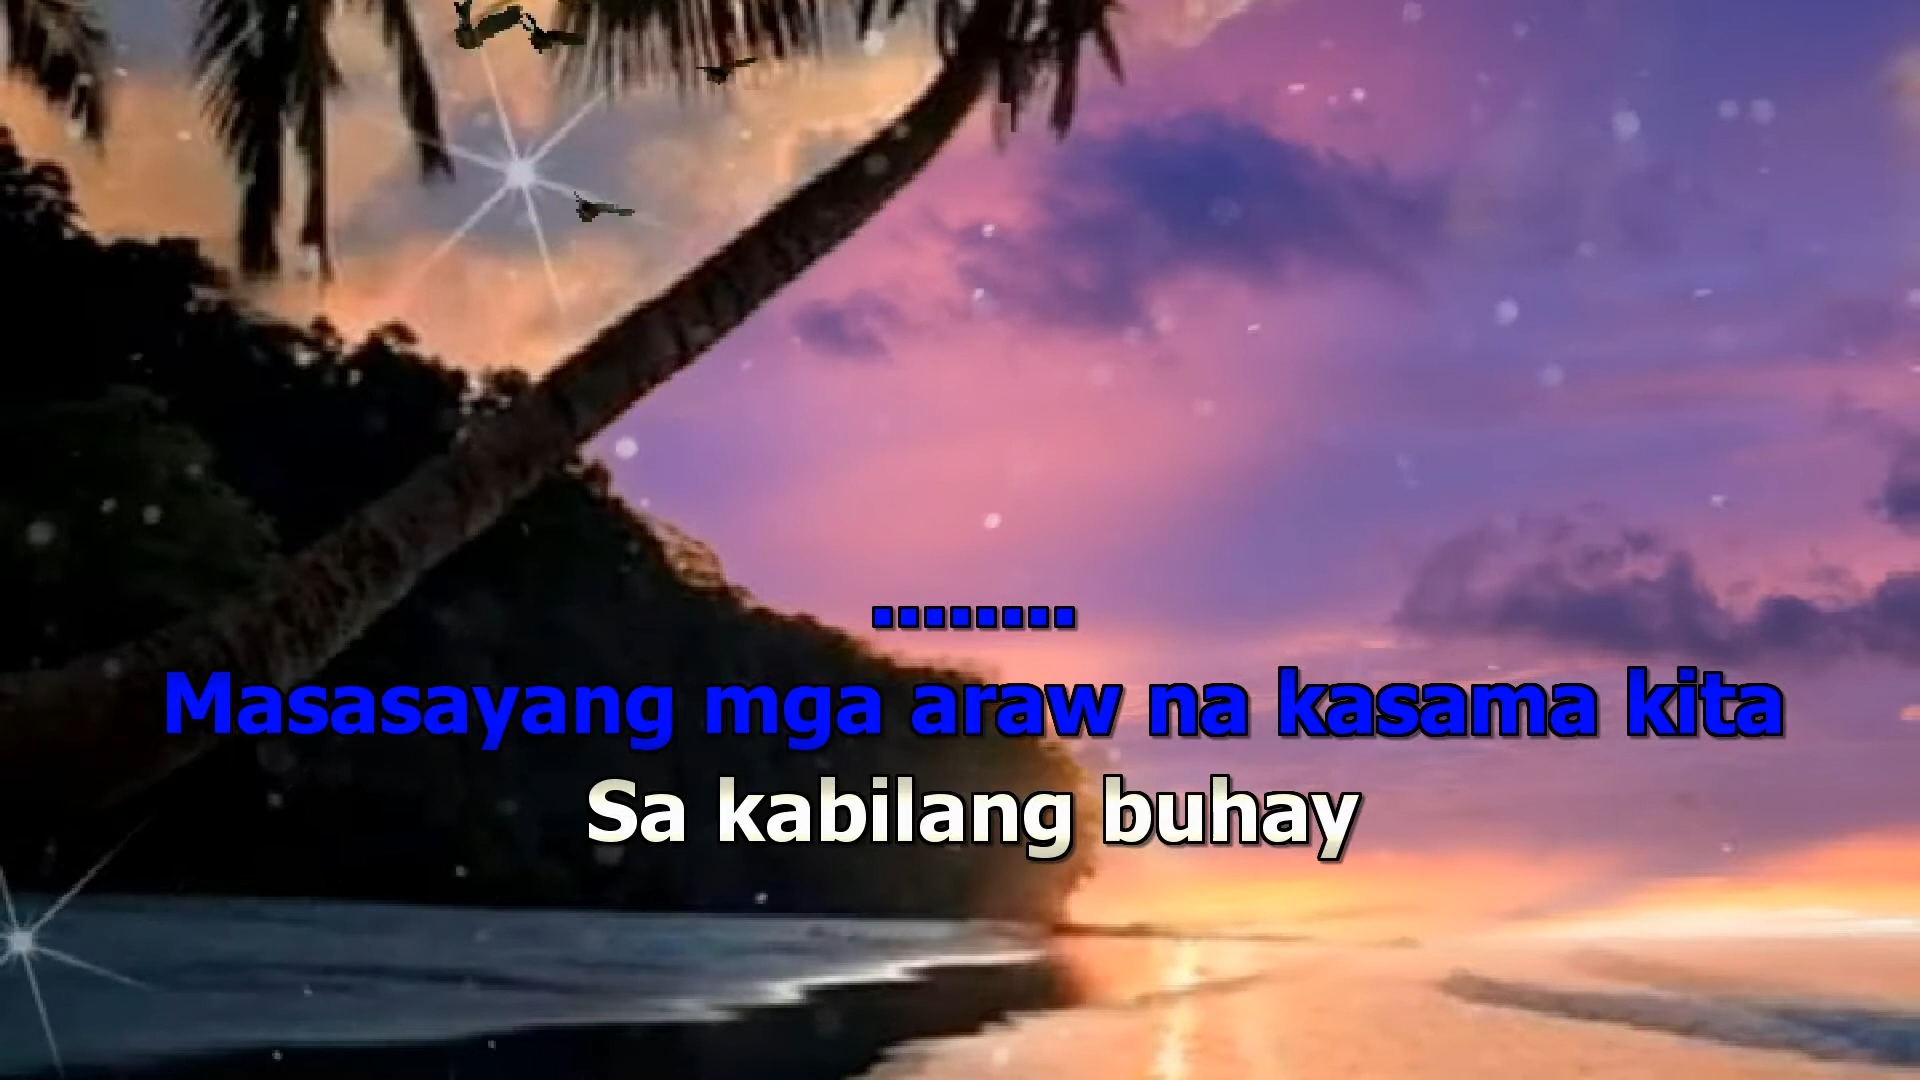 ........
Masasayang mga araw na kasama kita
Sa kabilang buhay